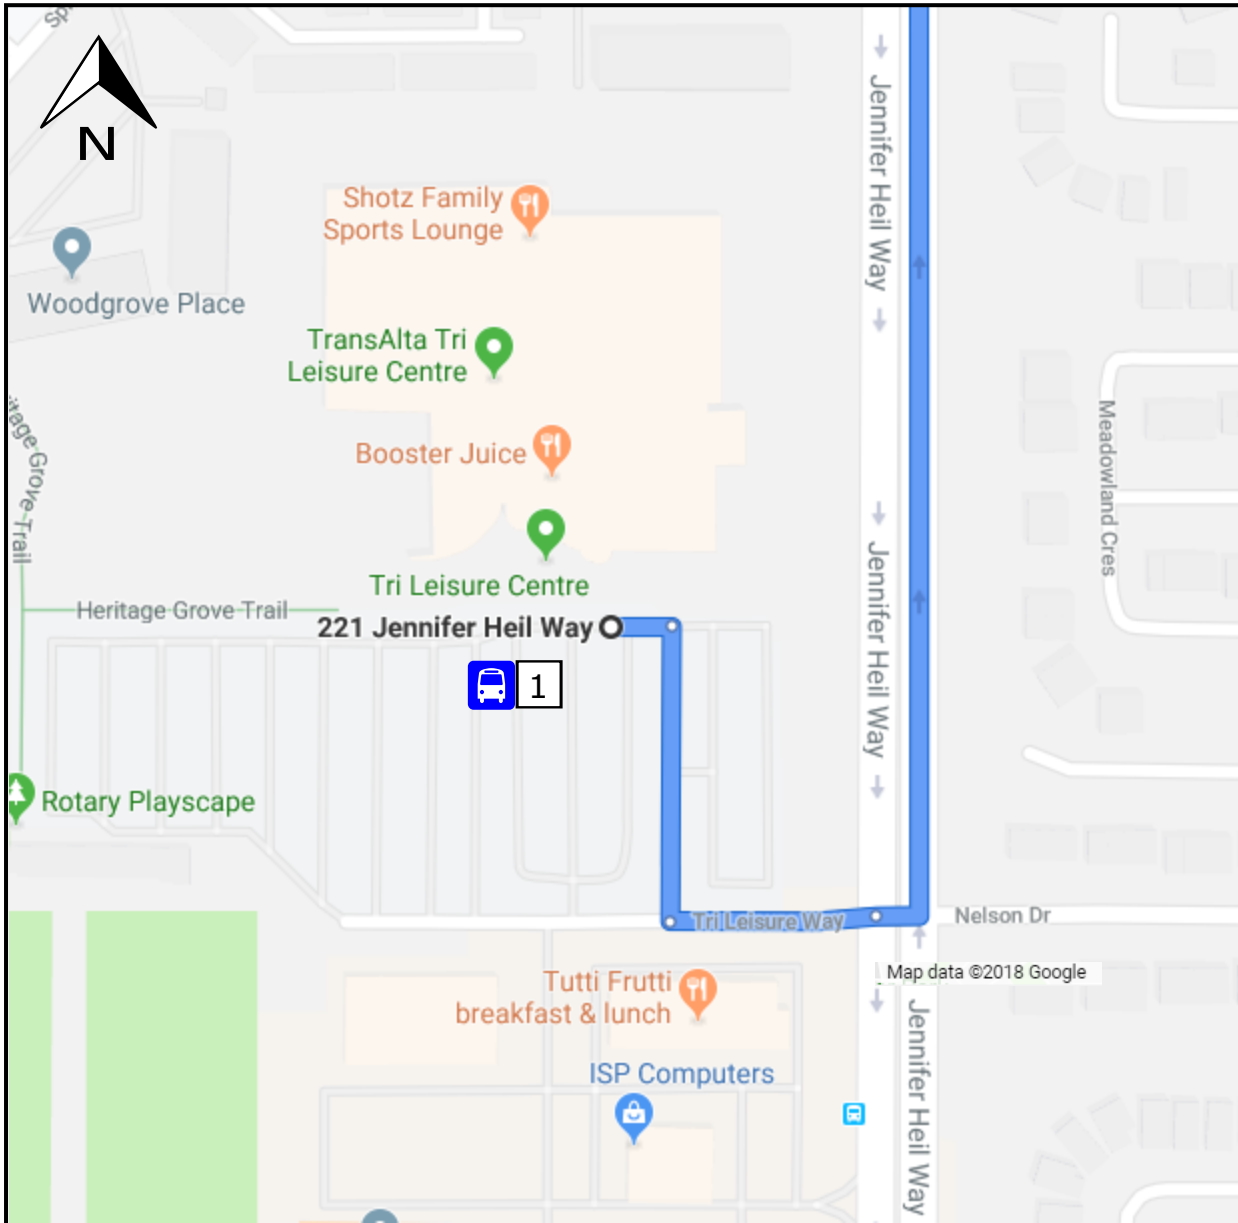 Jennifer Heil Way
N
Shotz Family
Sports Lounge
Woodgrove Place
TransAlta Tri
Leisure Centre
Meadowland Cres
Booster Juice
Grove Trail
Tri Leisure Centre
Jennifer Heil Way
Heritage Grove Trail
221 Jennifer Heil Way
1
Rotary Playscape
Tri Leisure Way
Nelson Dr
Map data ©2018 Google
Tutti Frutti
breakfast & lunch
Jennifer Heil Way
ISP Computers